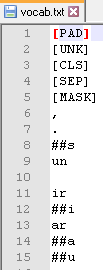 vocab.txt
1 [PAD]
2 [UNK]
3 [CLS]
4 [SEP]
5 [MASK]
6 ,
7 .
8 ##s
9 un
10
11 ir
12 ##i
13 ar
14 ##a
15 ##u